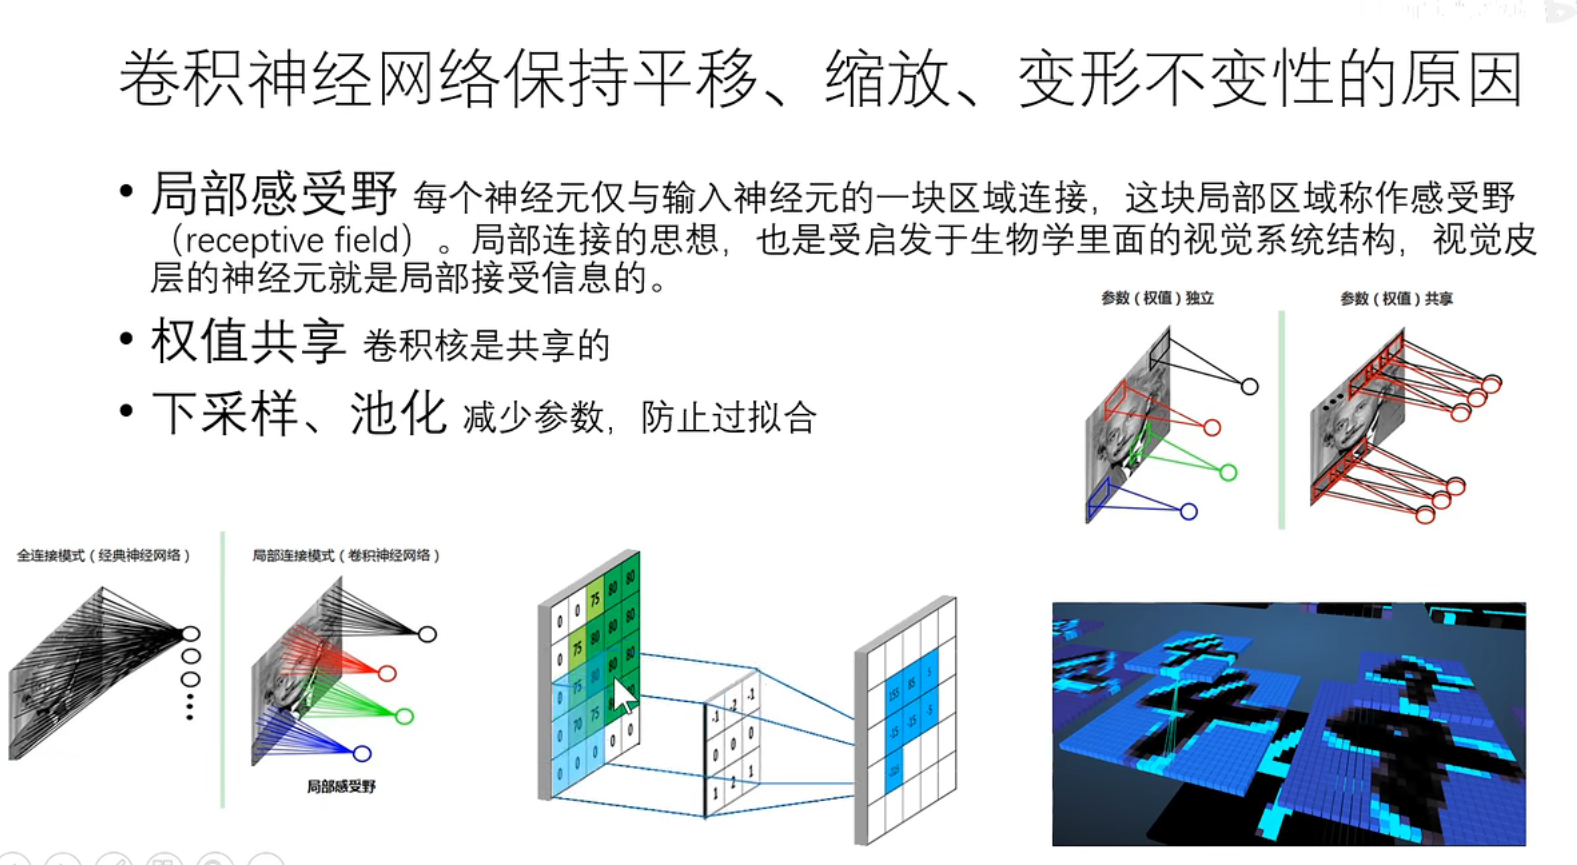 卷积神经网络保持平移、缩放、变形不变性的原因
• 局部感受野 每个神经元仅与输入神经元的一块区域连接，这块局部区域称作感受野
（receptive field）。局部连接的思想，也是受启发于生物学里面的视觉系统结构，视觉皮
层的神经元就是局部接受信息的。
• 权值共享 卷积核是共享的
• 下采样、池化 减少参数，防止过拟合
参数（权值）独立
参数（权值）共享
全连接模式（经典神经网络）
局部连接模式（卷积神经网络）
局部感受野
0 0 75 80 80
0 75 80 80 80
0 75 80 80 80
0 70 75 80
0 0 0 0 0
-1 -2 -1
0 0 0
1 2 1
155 85 5
-15 -15 -5